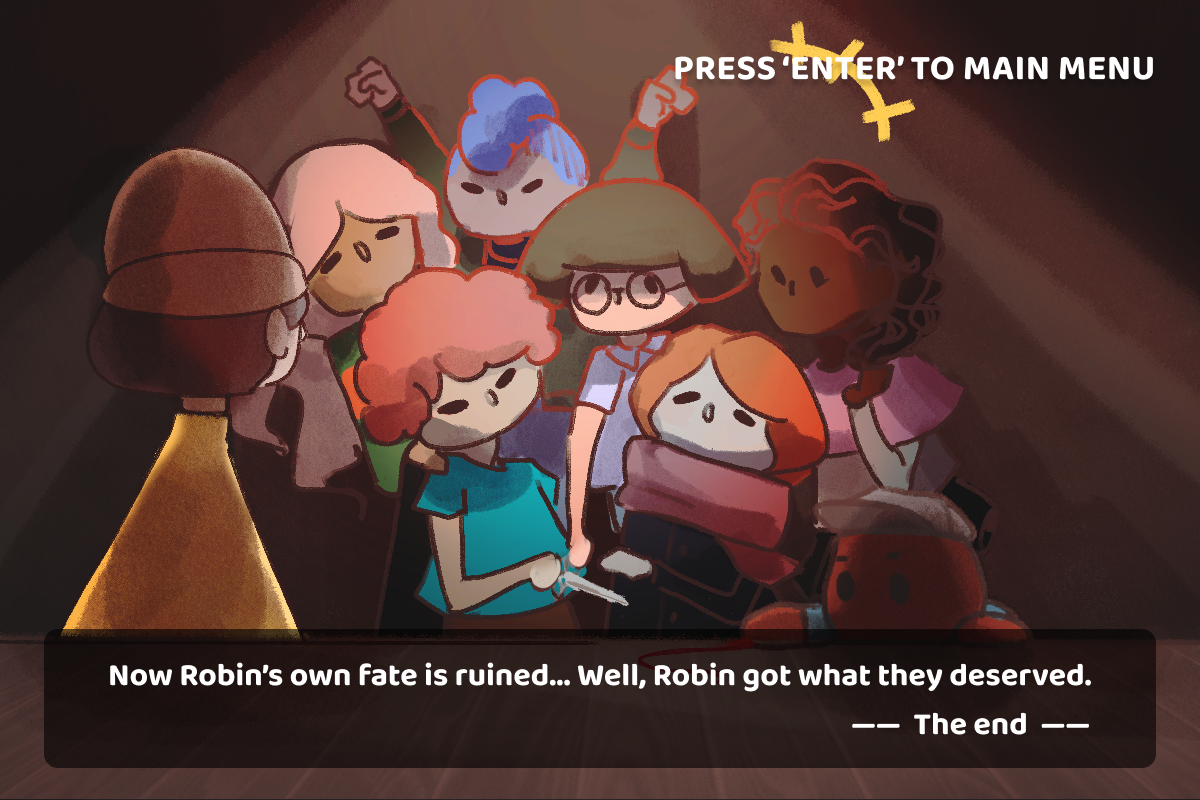 PRESS ‘ENTER’ TO MAIN MENU
Now Robin’s own fate is ruined... Well, Robin got what they deserved.
—— The end ——